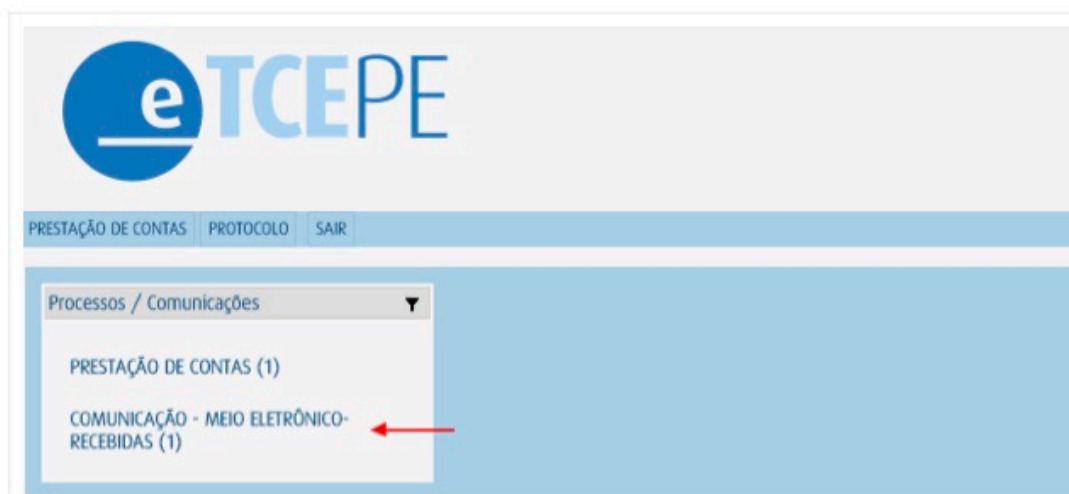 eTCEPE
PRESTAÇÃO DE CONTAS PROTOCOLO SAIR
Processos / Comunicações
PRESTAÇÃO DE CONTAS (1)
COMUNICAÇÃO - MEIO ELETRÔNICO-
RECEBIDAS (1)